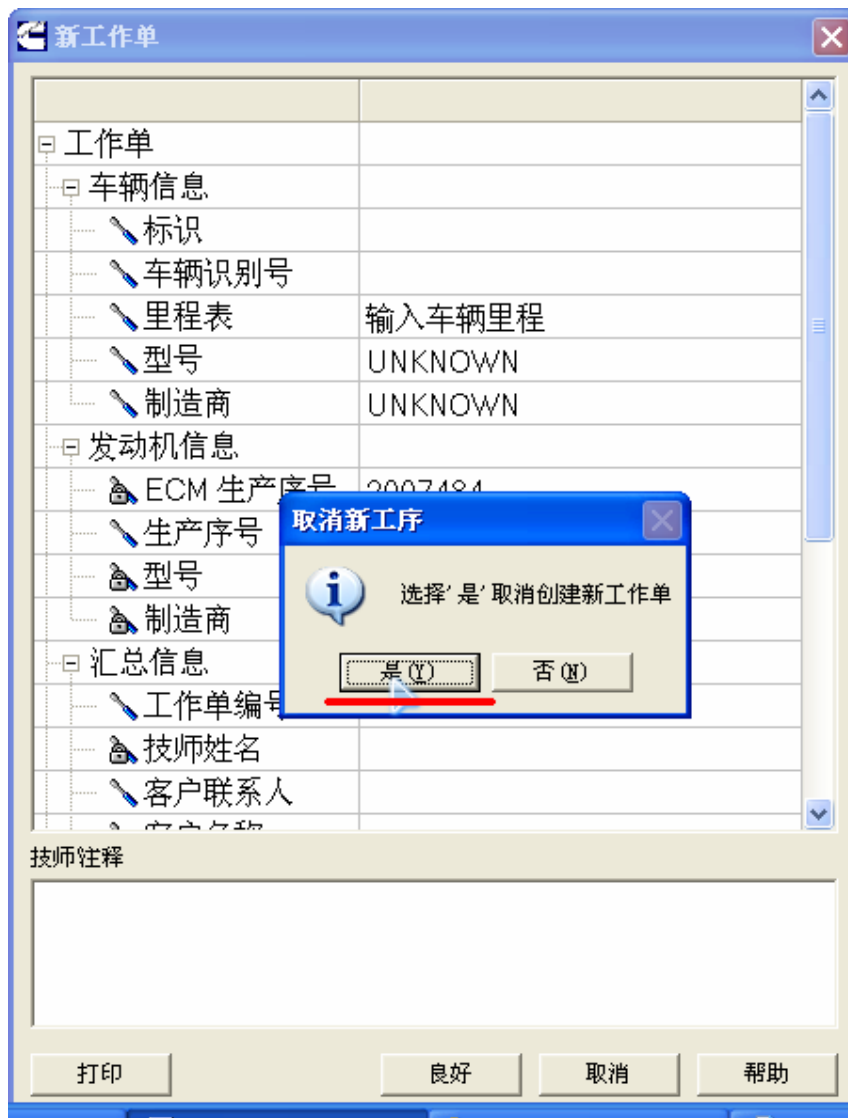 新工作单
工作单
车辆信息
标识
车辆识别号
里程表 输入车辆里程
型号 UNKNOWN
制造商 UNKNOWN
发动机信息
ECM 生产序号 2007484
生产序号
型号
制造商
汇总信息
工作单编号
技师姓名
客户联系人
客户名称
取消新工序
选择'是'取消创建新工作单
是(Y) 否(N)
技师注释
打印 良好 取消 帮助